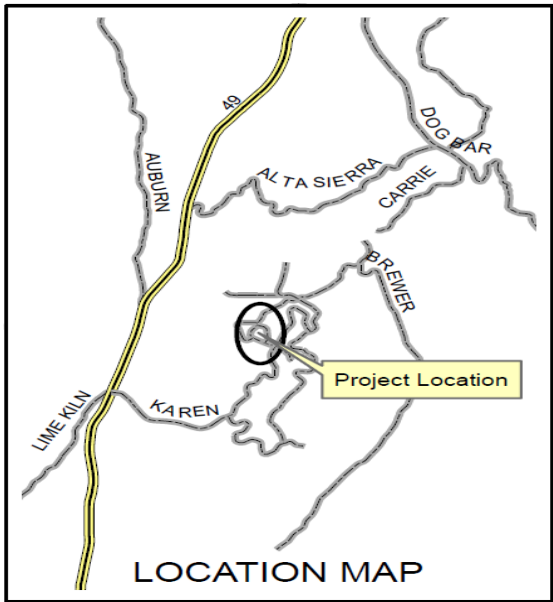 49
DOG BAR
AUBURN
ALTA SIERRA
CARRIE
BREWER
Project Location
KAREN
LIME KILN
LOCATION MAP